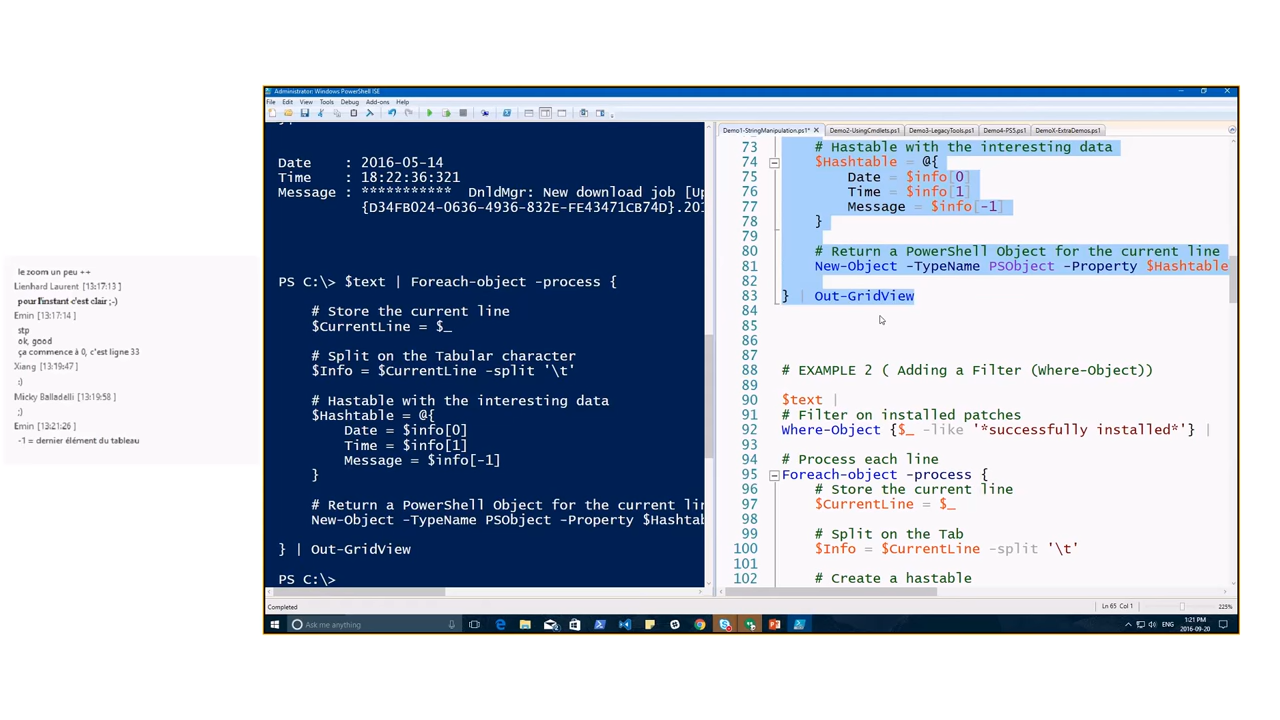 le zoom un peu ++
Lienhard Laurent [13:17:13 ]
pour l'instant c'est clair ;-)
Emin [13:17:14 ]
stp
ok, good
ça commence à 0, c'est ligne 33
Xiang [13:19:47 ]
:)
Micky Balladelli [13:19:58 ]
;)
Emin [13:21:26 ]
-1 = dernier élément du tableau
Administrator: Windows PowerShell ISE
File Edit View Tools Debug Add-ons Help
Date    : 2016-05-14
Time    : 18:22:36:321
Message : ***********  DnldMgr: New download job [Up
{D34FB024-0636-4936-832E-FE43471CB74D}.201
PS C:\> $text | Foreach-object -process {
# Store the current line
$CurrentLine = $_
# Split on the Tabular character
$Info = $CurrentLine -split '\t'
# Hastable with the interesting data
$Hashtable = @{
Date = $info[0]
Time = $info[1]
Message = $info[-1]
}
# Return a PowerShell Object for the current lin
New-Object -TypeName PSObject -Property $Hashta
} | Out-GridView
PS C:\>
Demo1-StringManipulation.ps1* Demo2-UsingCmdlets.ps1 Demo3-LegacyTools.ps1 Demo4-PS5.ps1 DemoX-ExtraDemos.ps1
73 # Hastable with the interesting data
74 $Hashtable = @{
75 Date = $info[0]
76 Time = $info[1]
77 Message = $info[-1]
78 }
79
80 # Return a PowerShell Object for the current line
81 New-Object -TypeName PSObject -Property $Hashtable
82
83 } | Out-GridView
84
85
86
87
88 # EXAMPLE 2 ( Adding a Filter (Where-Object))
89
90 $text |
91 # Filter on installed patches
92 Where-Object {$_ -like '*successfully installed*'} |
93
94 # Process each line
95 Foreach-object -process {
96 # Store the current line
97 $CurrentLine = $_
98
99 # Split on the Tab
100 $Info = $CurrentLine -split '\t'
101
102 # Create a hastable
Completed
Ln 65 Col 1
225%
Ask me anything
ENG
1:21 PM
2016-09-20